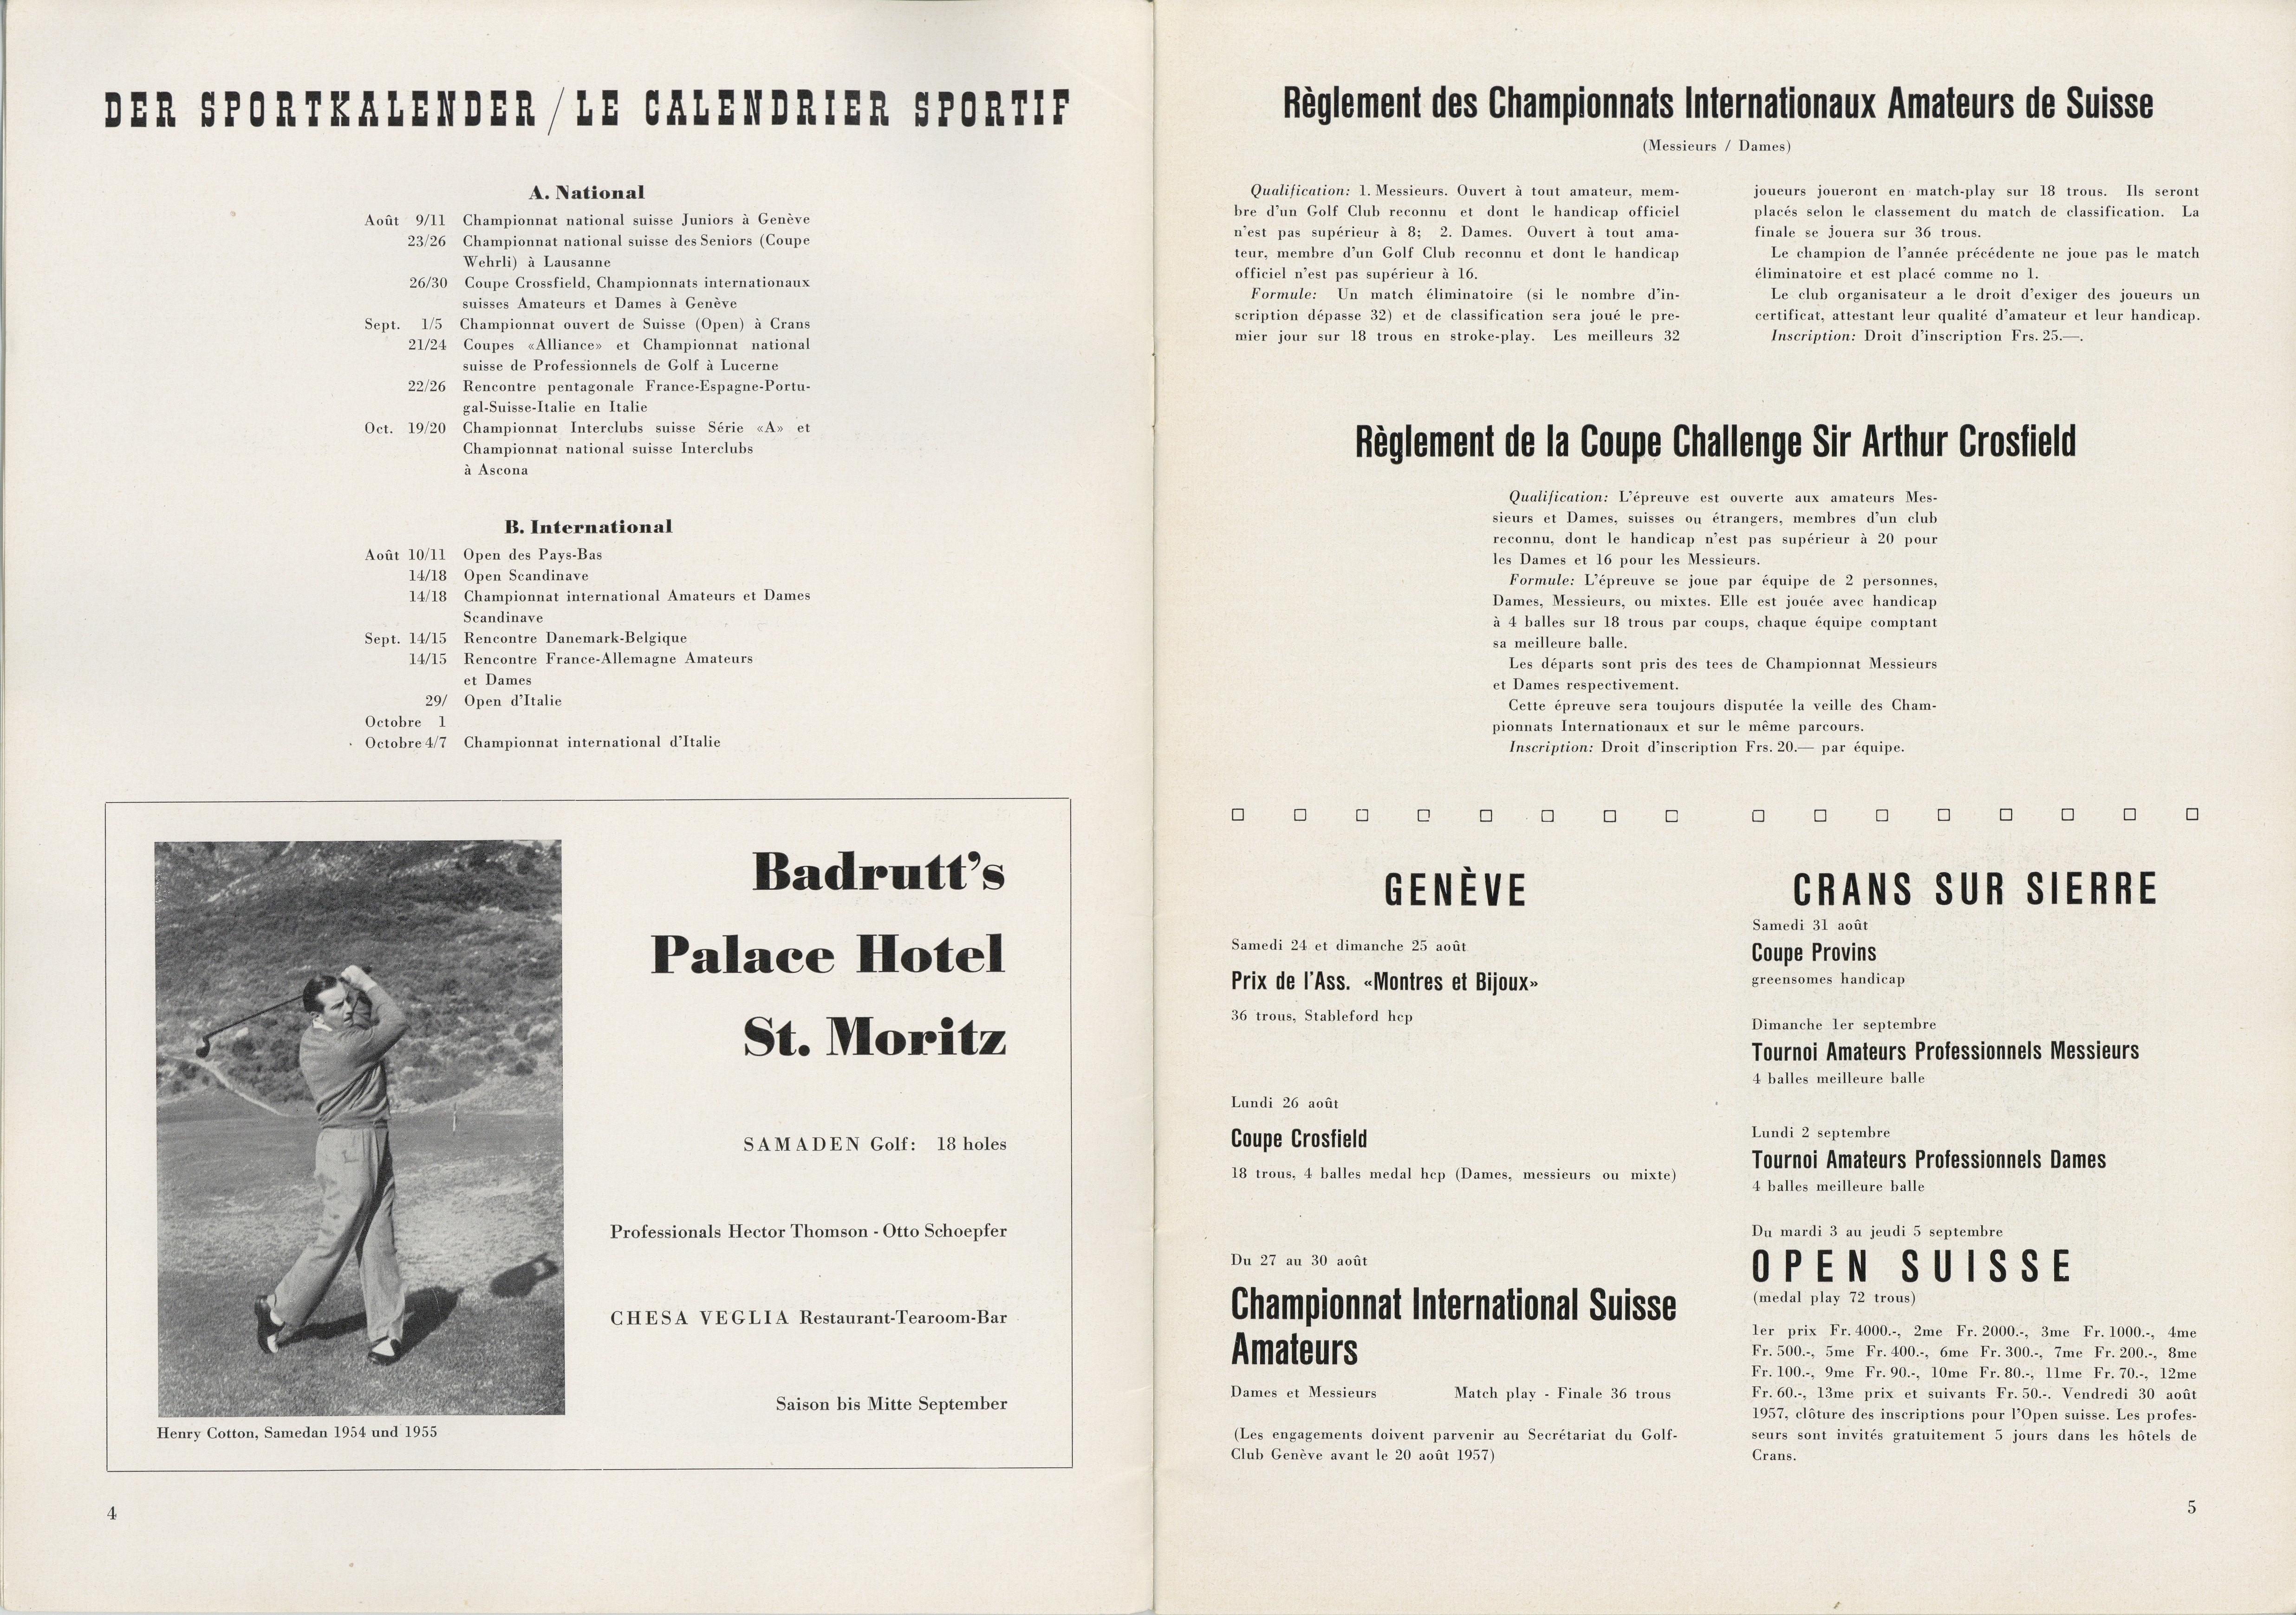 DER SPORTKALENDER / LE CALENDRIER SPORTIF
A. National
Août 9/11 Championnat national suisse Juniors à Genève
23/26 Championnat national suisse des Seniors (Coupe
Wehrli) à Lausanne
26/30 Coupe Crossfield, Championnats internationaux
suisses Amateurs et Dames à Genève
Sept. 1/5 Championnat ouvert de Suisse (Open) à Crans
21/24 Coupes «Alliance» et Championnat national
suisse de Professionnels de Golf à Lucerne
22/26 Rencontre pentagonale France-Espagne-Portu-
gal-Suisse-Italie en Italie
Oct. 19/20 Championnat Interclubs suisse Série «A» et
Championnat national suisse Interclubs
à Ascona
B. International
Août 10/11 Open des Pays-Bas
14/18 Open Scandinave
14/18 Championnat international Amateurs et Dames
Scandinave
Sept. 14/15 Rencontre Danemark-Belgique
14/15 Rencontre France-Allemagne Amateurs
et Dames
29/ Open d'Italie
Octobre 1
Octobre 4/7 Championnat international d'Italie
Badrutt's
Palace Hotel
St. Moritz
SAMADEN Golf: 18 holes
Professionals Hector Thomson - Otto Schoepfer
CHESA VEGLIA Restaurant-Tearoom-Bar
Saison bis Mitte September
Henry Cotton, Samedan 1954 und 1955
4
Règlement des Championnats Internationaux Amateurs de Suisse
(Messieurs / Dames)
Qualification: 1. Messieurs. Ouvert à tout amateur, mem-
bre d'un Golf Club reconnu et dont le handicap officiel
n'est pas supérieur à 8; 2. Dames. Ouvert à tout ama-
teur, membre d'un Golf Club reconnu et dont le handicap
officiel n'est pas supérieur à 16.
Formule: Un match éliminatoire (si le nombre d'in-
scription dépasse 32) et de classification sera joué le pre-
mier jour sur 18 trous en stroke-play. Les meilleurs 32
joueurs joueront en match-play sur 18 trous. Ils seront
placés selon le classement du match de classification. La
finale se jouera sur 36 trous.
Le champion de l'année précédente ne joue pas le match
éliminatoire et est placé comme no 1.
Le club organisateur a le droit d'exiger des joueurs un
certificat, attestant leur qualité d'amateur et leur handicap.
Inscription: Droit d'inscription Frs. 25.—.
Règlement de la Coupe Challenge Sir Arthur Crosfield
Qualification: L'épreuve est ouverte aux amateurs Mes-
sieurs et Dames, suisses ou étrangers, membres d'un club
reconnu, dont le handicap n'est pas supérieur à 20 pour
les Dames et 16 pour les Messieurs.
Formule: L'épreuve se joue par équipe de 2 personnes,
Dames, Messieurs, ou mixtes. Elle est jouée avec handicap
à 4 balles sur 18 trous par coups, chaque équipe comptant
sa meilleure balle.
Les départs sont pris des tees de Championnat Messieurs
et Dames respectivement.
Cette épreuve sera toujours disputée la veille des Cham-
pionnats Internationaux et sur le même parcours.
Inscription: Droit d'inscription Frs. 20.— par équipe.
GENÈVE
Samedi 24 et dimanche 25 août
Prix de l'Ass. «Montres et Bijoux»
36 trous, Stableford hcp
Lundi 26 août
Coupe Crosfield
18 trous, 4 balles medal hcp (Dames, messieurs ou mixte)
Du 27 au 30 août
Championnat International Suisse
Amateurs
Dames et Messieurs Match play - Finale 36 trous
(Les engagements doivent parvenir au Secrétariat du Golf-
Club Genève avant le 20 août 1957)
CRANS SUR SIERRE
Samedi 31 août
Coupe Provins
greensomes handicap
Dimanche 1er septembre
Tournoi Amateurs Professionnels Messieurs
4 balles meilleure balle
Lundi 2 septembre
Tournoi Amateurs Professionnels Dames
4 balles meilleure balle
Du mardi 3 au jeudi 5 septembre
OPEN SUISSE
(medal play 72 trous)
1er prix Fr. 4000.-, 2me Fr. 2000.-, 3me Fr. 1000.-, 4me
Fr. 500.-, 5me Fr. 400.-, 6me Fr. 300.-, 7me Fr. 200.-, 8me
Fr. 100.-, 9me Fr. 90.-, 10me Fr. 80.-, 11me Fr. 70.-, 12me
Fr. 60.-, 13me prix et suivants Fr. 50.-. Vendredi 30 août
1957, clôture des inscriptions pour l'Open suisse. Les profes-
seurs sont invités gratuitement 5 jours dans les hôtels de
Crans.
5